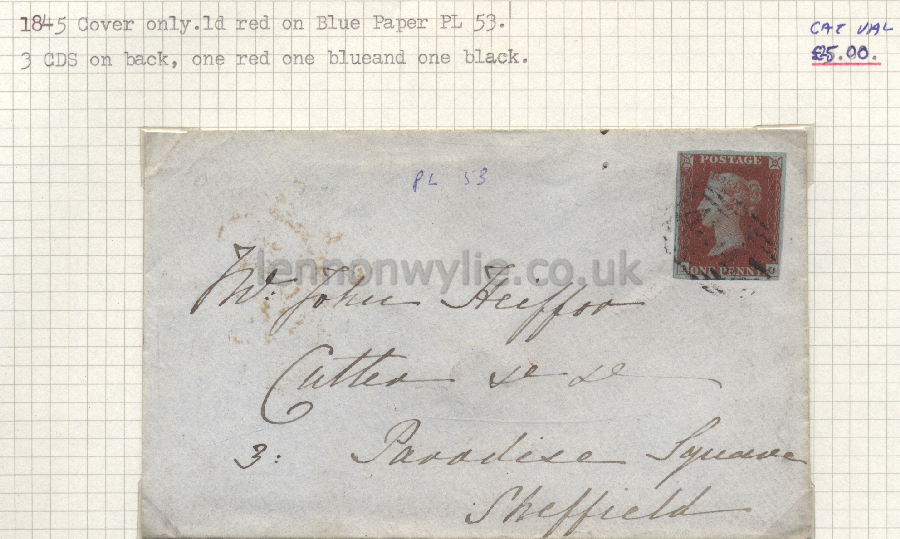 1845 Cover only.1d red on Blue Paper PL 53.
CAT VAL
3 CDS on back, one red one blueand one black.
£5.00.
PL 53
POSTAGE
ONE PENNY
lennonwylie.co.uk
Mr. John Heiffor
Cutler &c &c
3: Paradise Square
Sheffield